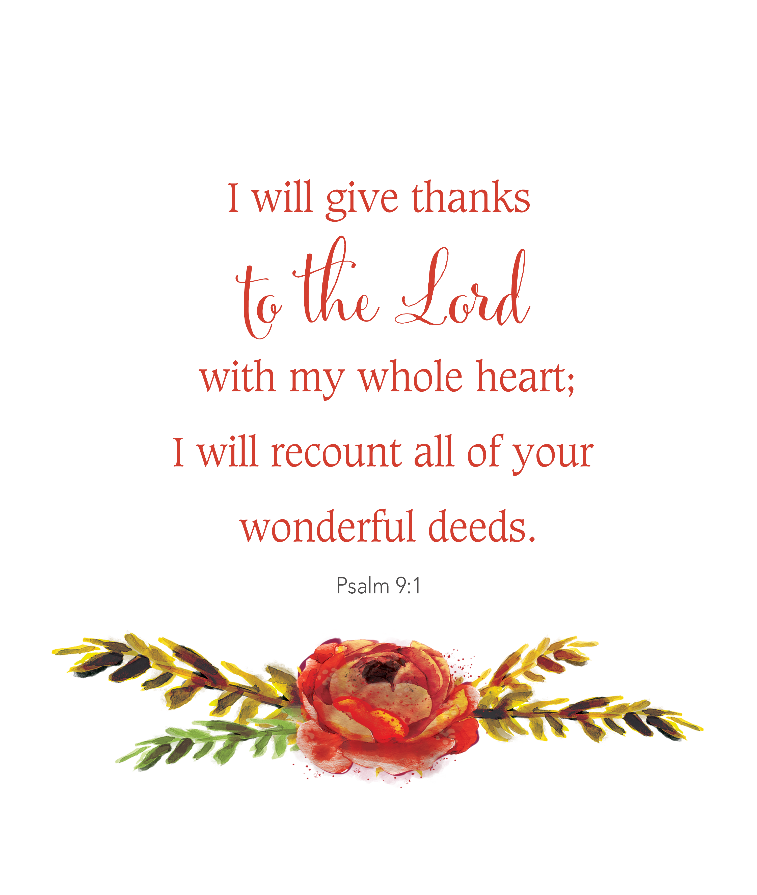 I will give thanks
to the Lord
with my whole heart;
I will recount all of your
wonderful deeds.
Psalm 9:1